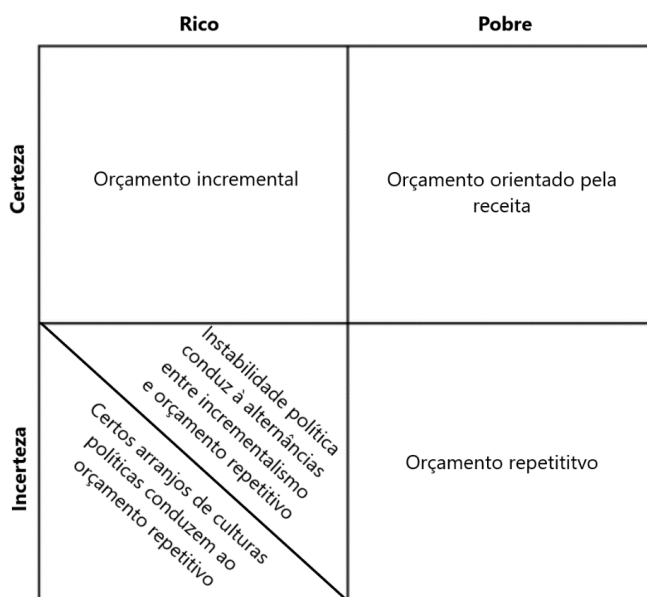 Rico
Pobre
Certeza
Orçamento incremental
Orçamento orientado pela
receita
Incerteza
Instabilidade política
conduz à alternâncias
entre incrementalismo
e orçamento repetitivo
Certos arranjos de culturas
políticas conduzem ao
orçamento repetitivo
Orçamento repetititvo